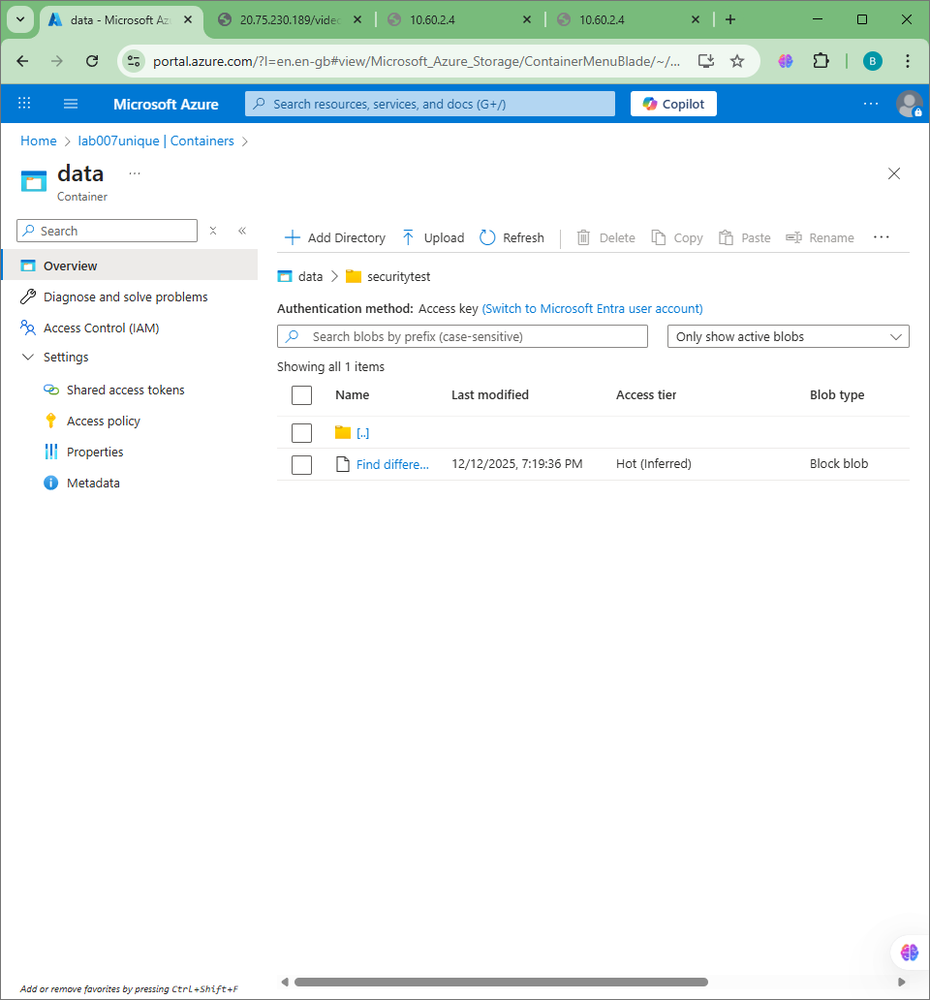 data - Microsoft Az
20.75.230.189/vide
10.60.2.4
10.60.2.4
portal.azure.com/?l=en.en-gb#view/Microsoft_Azure_Storage/ContainerMenuBlade/~/...
B
Microsoft Azure
Search resources, services, and docs (G+/)
Copilot
Home
lab007unique | Containers
data
Container
Search
Add Directory
Upload
Refresh
Delete
Copy
Paste
Rename
Overview
Diagnose and solve problems
Access Control (IAM)
Settings
Shared access tokens
Access policy
Properties
Metadata
data
securitytest
Authentication method: Access key (Switch to Microsoft Entra user account)
Search blobs by prefix (case-sensitive)
Only show active blobs
Showing all 1 items
Name Last modified Access tier Blob type
[..]
Find differe... 12/12/2025, 7:19:36 PM Hot (Inferred) Block blob
Add or remove favorites by pressing Ctrl+Shift+F